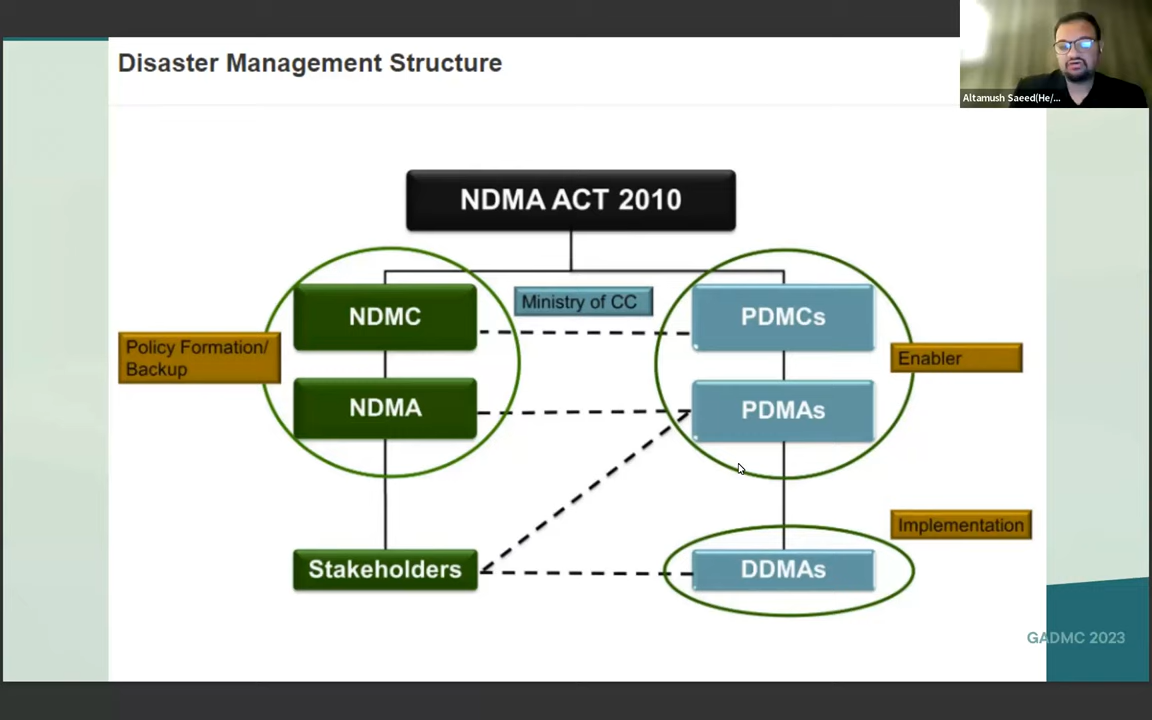 Disaster Management Structure
Altamush Saeed(He/...
NDMA ACT 2010
NDMC
Ministry of CC
PDMCs
Policy Formation/
Backup
Enabler
NDMA
PDMAs
Implementation
Stakeholders
DDMAs
GADMC 2023